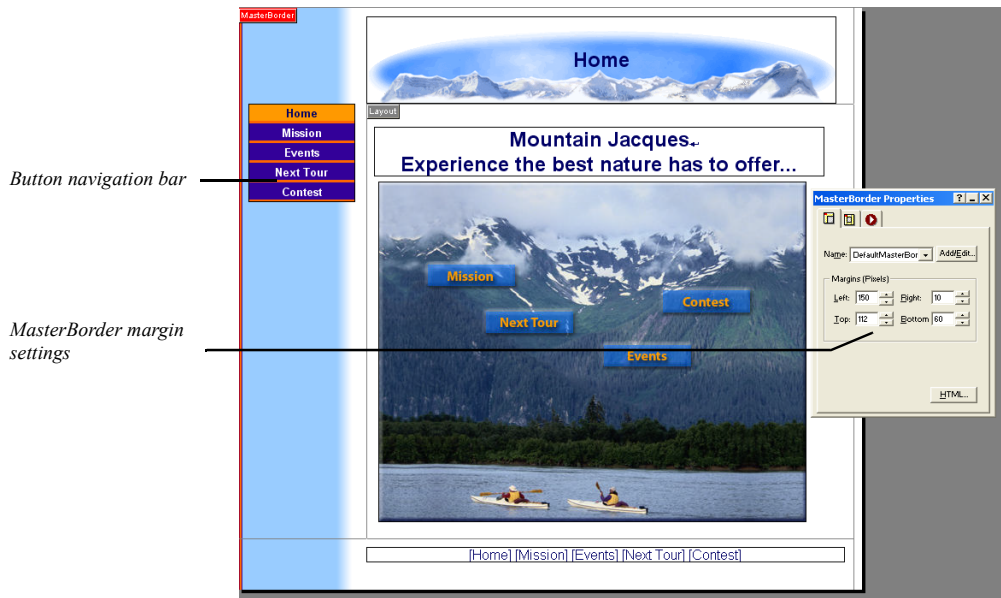 MasterBorder
Home
Layout
Home
Mission
Events
Next Tour
Contest
Button navigation bar
Mountain Jacques
Experience the best nature has to offer...
Mission
Contest
Next Tour
Events
MasterBorder margin
settings
MasterBorder Properties
Name: DefaultMasterBor Add/Edit...
Margins (Pixels)
Left: 150 Right: 10
Top: 112 Bottom 60
HTML...
[Home] [Mission] [Events] [Next Tour] [Contest]